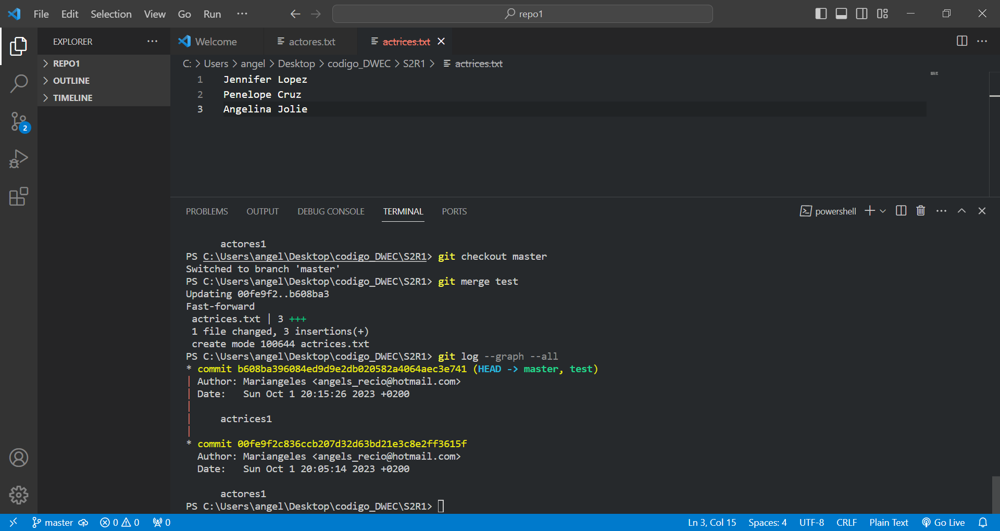 File Edit Selection View Go Run ··· repo1
EXPLORER ···
REPO1
OUTLINE
TIMELINE
2
Welcome actores.txt actrices.txt
C: > Users > angel > Desktop > codigo_DWEC > S2R1 > actrices.txt
1 Jennifer Lopez
2 Penelope Cruz
3 Angelina Jolie
PROBLEMS OUTPUT DEBUG CONSOLE TERMINAL PORTS powershell
actores1
PS C:\Users\angel\Desktop\codigo_DWEC\S2R1> git checkout master
Switched to branch 'master'
PS C:\Users\angel\Desktop\codigo_DWEC\S2R1> git merge test
Updating 00fe9f2..b608ba3
Fast-forward
actrices.txt | 3 +++
1 file changed, 3 insertions(+)
create mode 100644 actrices.txt
PS C:\Users\angel\Desktop\codigo_DWEC\S2R1> git log --graph --all
* commit b608ba396084ed9d9e2db020582a4064aec3e741 (HEAD -> master, test)
| Author: Mariangeles <angels_recio@hotmail.com>
| Date:   Sun Oct 1 20:15:26 2023 +0200
|
|     actrices1
|
* commit 00fe9f2c836ccb207d32d63bd21e3c8e2ff3615f
Author: Mariangeles <angels_recio@hotmail.com>
Date:   Sun Oct 1 20:05:14 2023 +0200
actores1
PS C:\Users\angel\Desktop\codigo_DWEC\S2R1>
master 0 0 0 Ln 3, Col 15 Spaces: 4 UTF-8 CRLF Plain Text Go Live